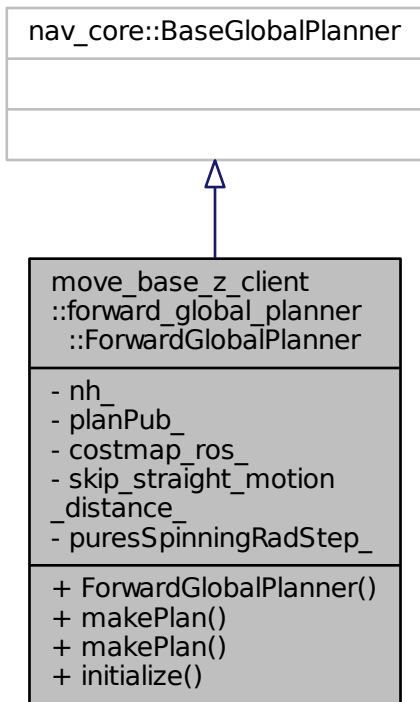 nav_core::BaseGlobalPlanner
move_base_z_client
::forward_global_planner
::ForwardGlobalPlanner
- nh_
- planPub_
- costmap_ros_
- skip_straight_motion
_distance_
- puresSpinningRadStep_
+ ForwardGlobalPlanner()
+ makePlan()
+ makePlan()
+ initialize()